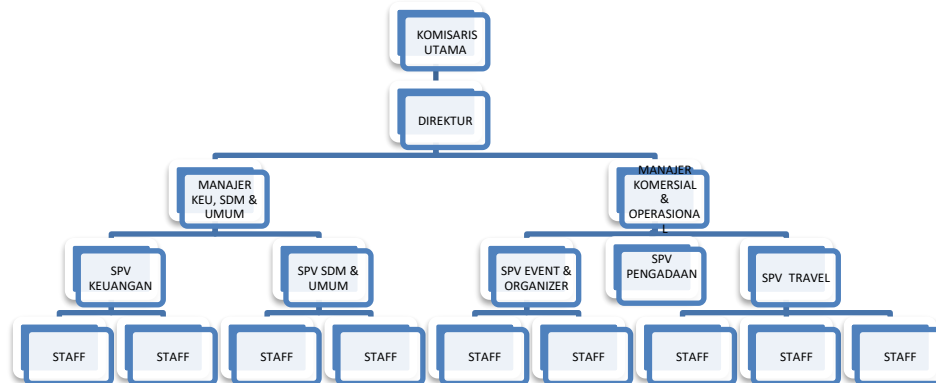 KOMISARIS
UTAMA
DIREKTUR
MANAJER
KEU, SDM &
UMUM
MANAJER
KOMERSIAL
&
OPERASIONA
L
SPV
KEUANGAN
SPV SDM &
UMUM
SPV EVENT &
ORGANIZER
SPV
PENGADAAN
SPV TRAVEL
STAFF
STAFF
STAFF
STAFF
STAFF
STAFF
STAFF
STAFF
STAFF